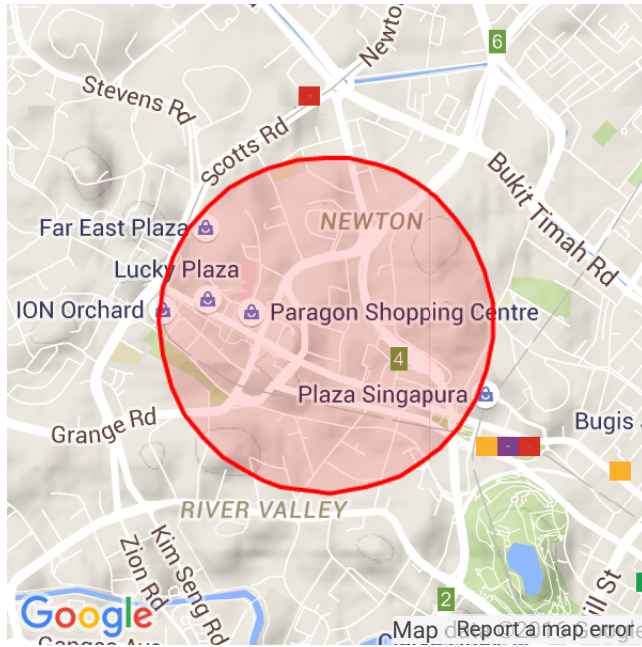 6
Newton
Stevens Rd
Scotts Rd
Bukit Timah Rd
NEWTON
Far East Plaza
Lucky Plaza
ION Orchard
Paragon Shopping Centre
4
Plaza Singapura
Grange Rd
Bugis
RIVER VALLEY
Kim Seng Rd
Zion Rd
2
Google
Map
Report a map error